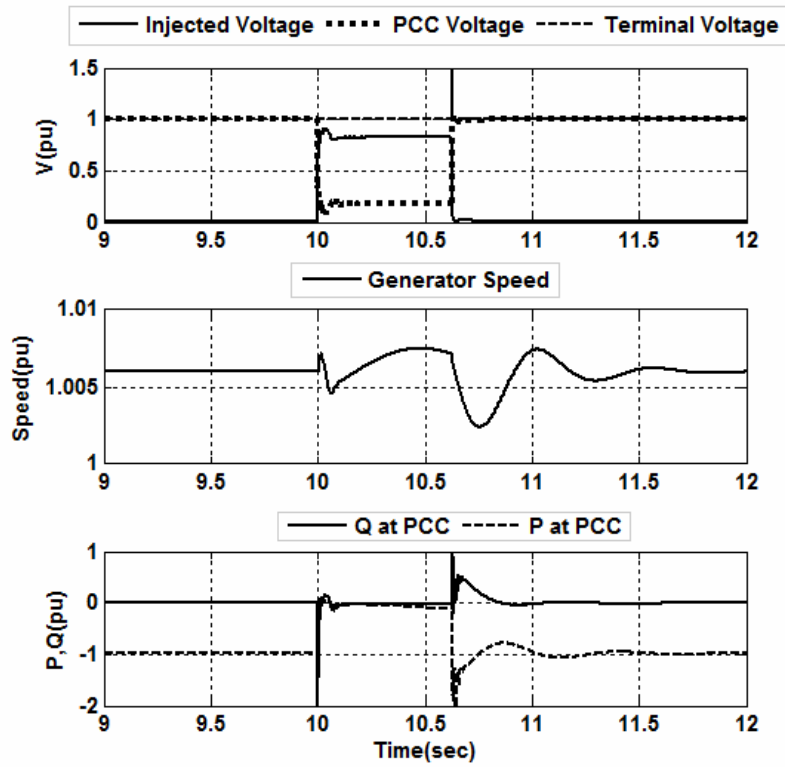 Injected Voltage PCC Voltage Terminal Voltage
1.5
1
0.5
0
V(pu)
9 9.5 10 10.5 11 11.5 12
Generator Speed
1.01
1.005
1
Speed(pu)
9 9.5 10 10.5 11 11.5 12
Q at PCC P at PCC
1
0
-1
-2
P,Q(pu)
9 9.5 10 10.5 11 11.5 12
Time(sec)